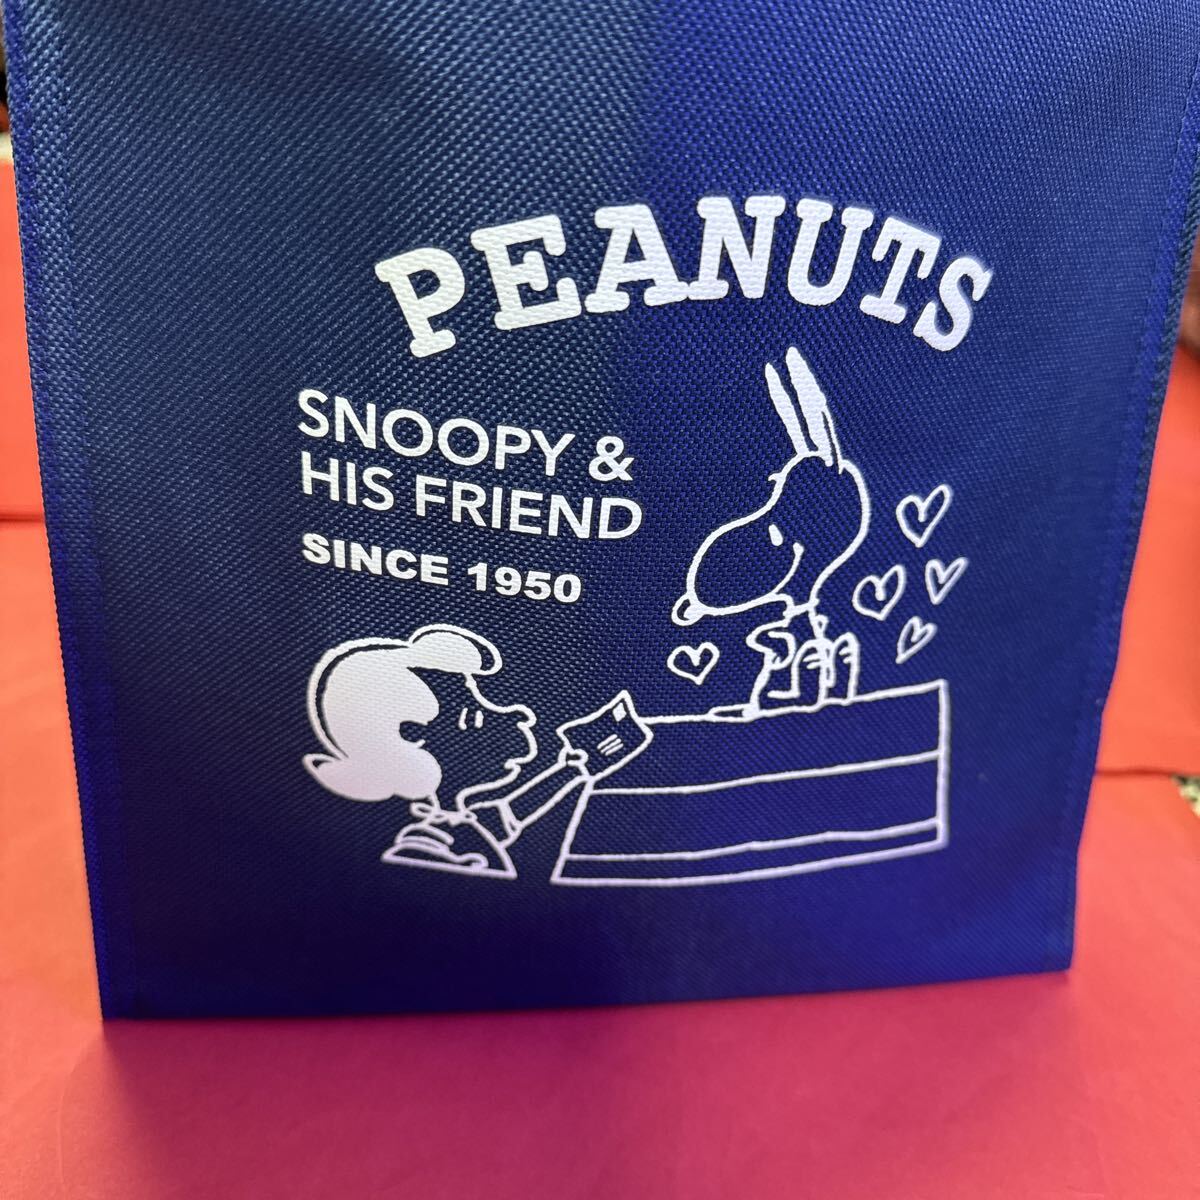 PEANUTS
SNOOPY &
HIS FRIEND
SINCE 1950